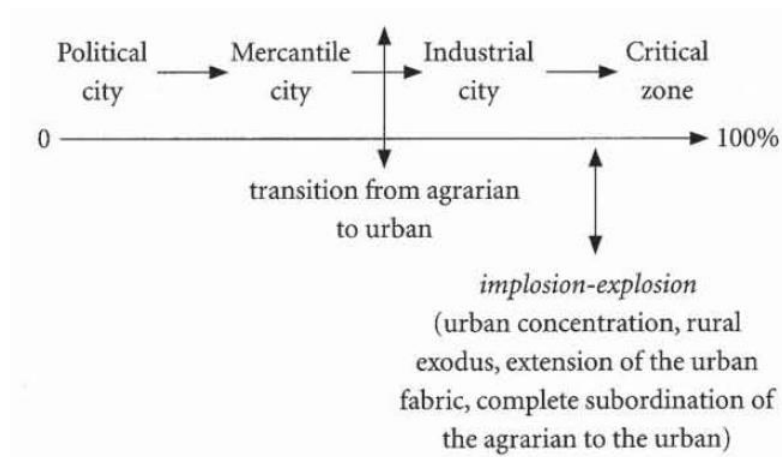 Political Mercantile Industrial Critical
city city city zone
0 100%
transition from agrarian
to urban
implosion-explosion
(urban concentration, rural
exodus, extension of the urban
fabric, complete subordination of
the agrarian to the urban)